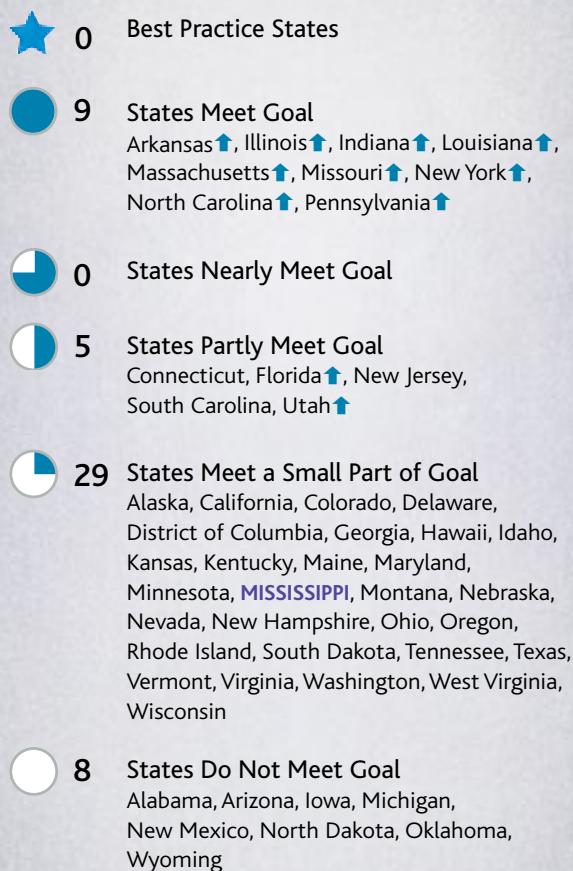 0 Best Practice States
9 States Meet Goal
Arkansas⬆, Illinois⬆, Indiana⬆, Louisiana⬆,
Massachusetts⬆, Missouri⬆, New York⬆,
North Carolina⬆, Pennsylvania⬆
0 States Nearly Meet Goal
5 States Partly Meet Goal
Connecticut, Florida⬆, New Jersey,
South Carolina, Utah⬆
29 States Meet a Small Part of Goal
Alaska, California, Colorado, Delaware,
District of Columbia, Georgia, Hawaii, Idaho,
Kansas, Kentucky, Maine, Maryland,
Minnesota, MISSISSIPPI, Montana, Nebraska,
Nevada, New Hampshire, Ohio, Oregon,
Rhode Island, South Dakota, Tennessee, Texas,
Vermont, Virginia, Washington, West Virginia,
Wisconsin
8 States Do Not Meet Goal
Alabama, Arizona, Iowa, Michigan,
New Mexico, North Dakota, Oklahoma,
Wyoming